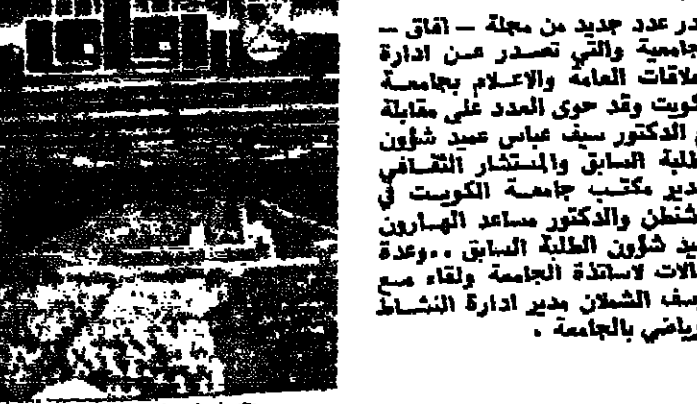 در عدد جديد من مجلة — آفاق —
جامعية والتي تصدر عن ادارة
لاقات العامة والاعلام بجامعة
كويت وقد حوى العدد على مقابلة
الدكتور سيف عباس عميد شؤون
طلبة السابق والمستشار الثقافي
دير مكتب جامعة الكويت في
شنطن والدكتور مساعد الهارون
يد شؤون الطلبة السابق ..وعدة
الات لاساتذة الجامعة ولقاء مع
سف الشملان مدير ادارة النشاط
رياضي بالجامعة .